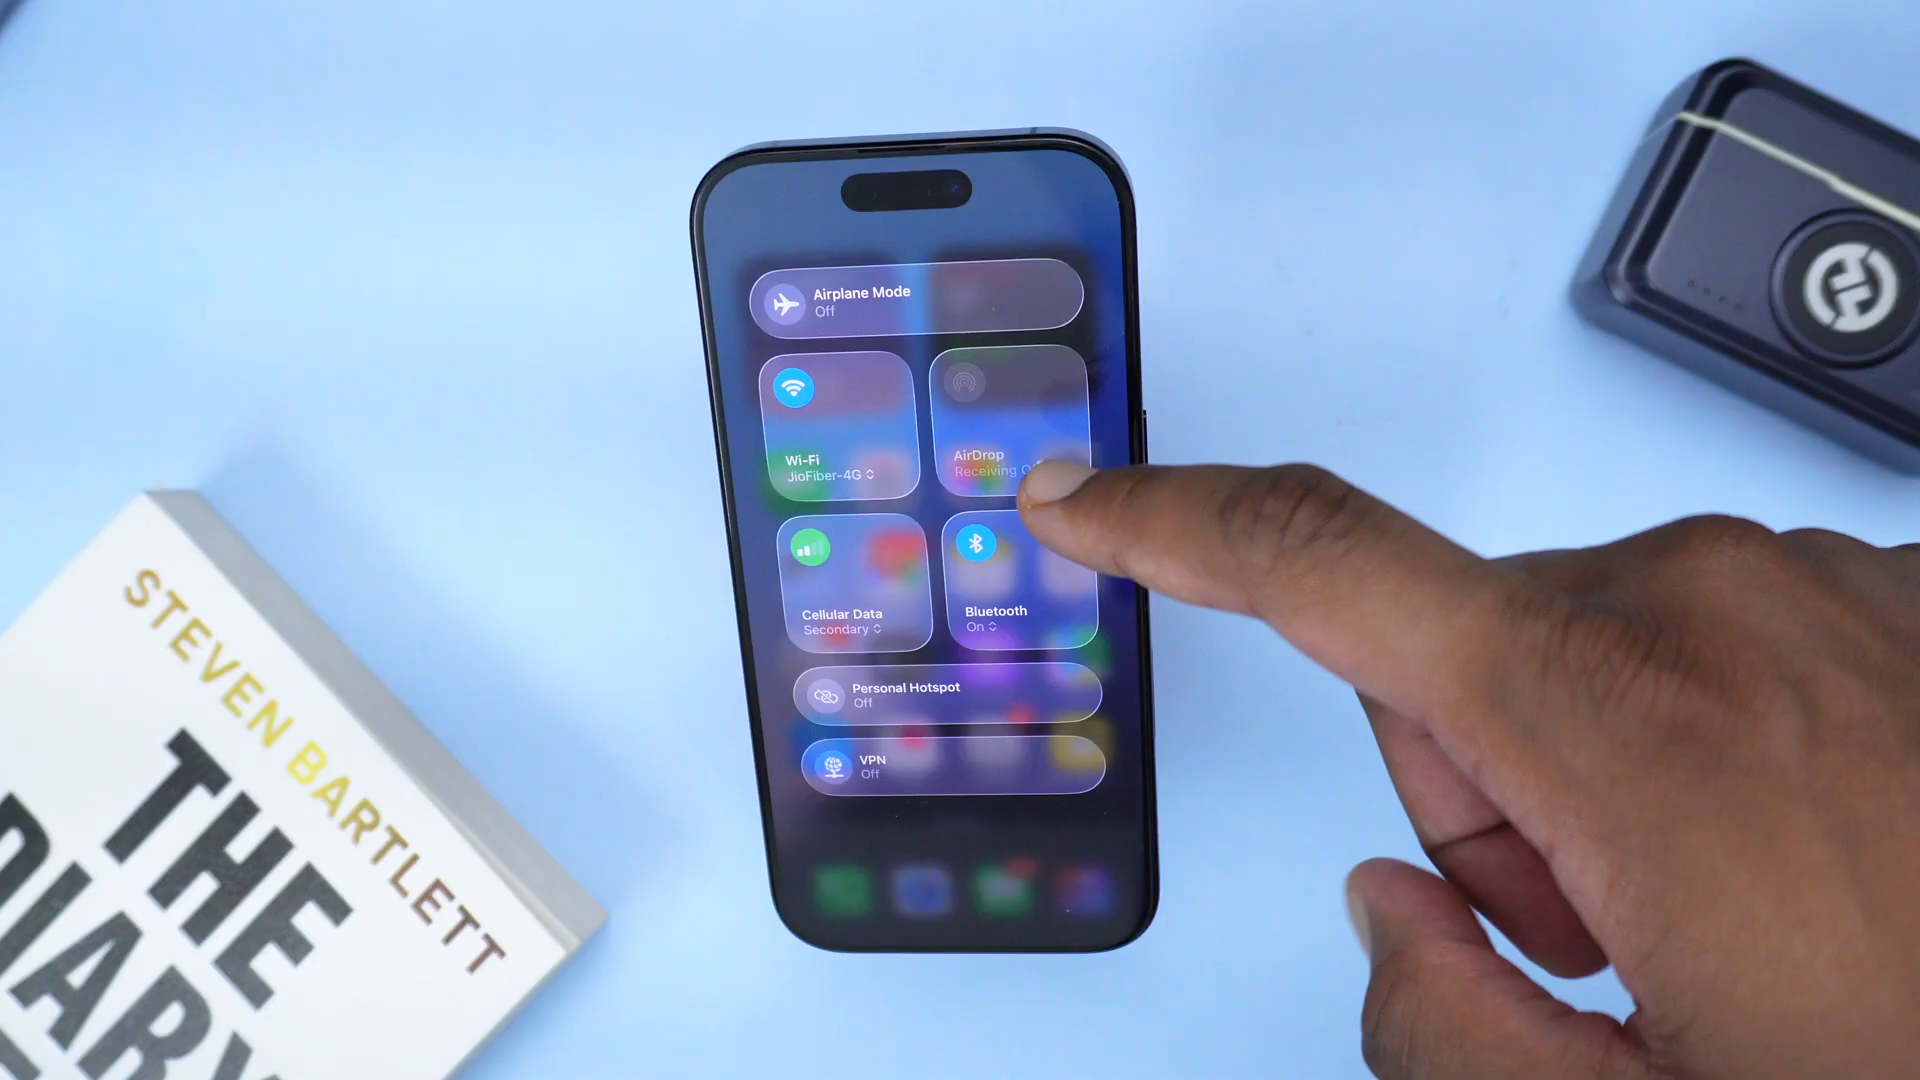 Airplane Mode
Off
Wi-Fi
JioFiber-4G
AirDrop
Receiving
Cellular Data
Secondary
Bluetooth
On
Personal Hotspot
Off
VPN
Off
STEVEN BARTLETT
THE
DIARY